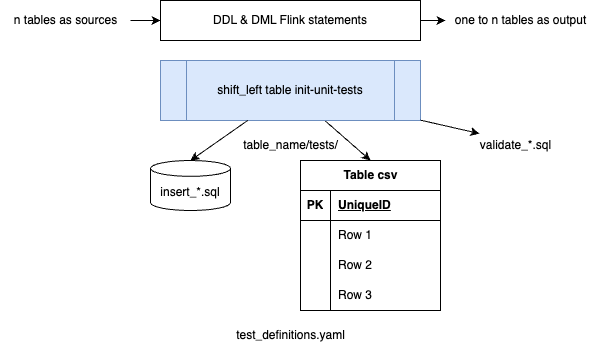 n tables as sources
DDL & DML Flink statements
one to n tables as output
shift_left table init-unit-tests
table_name/tests/
validate_*.sql
insert_*.sql
Table csv
PK UniqueID
Row 1
Row 2
Row 3
test_definitions.yaml